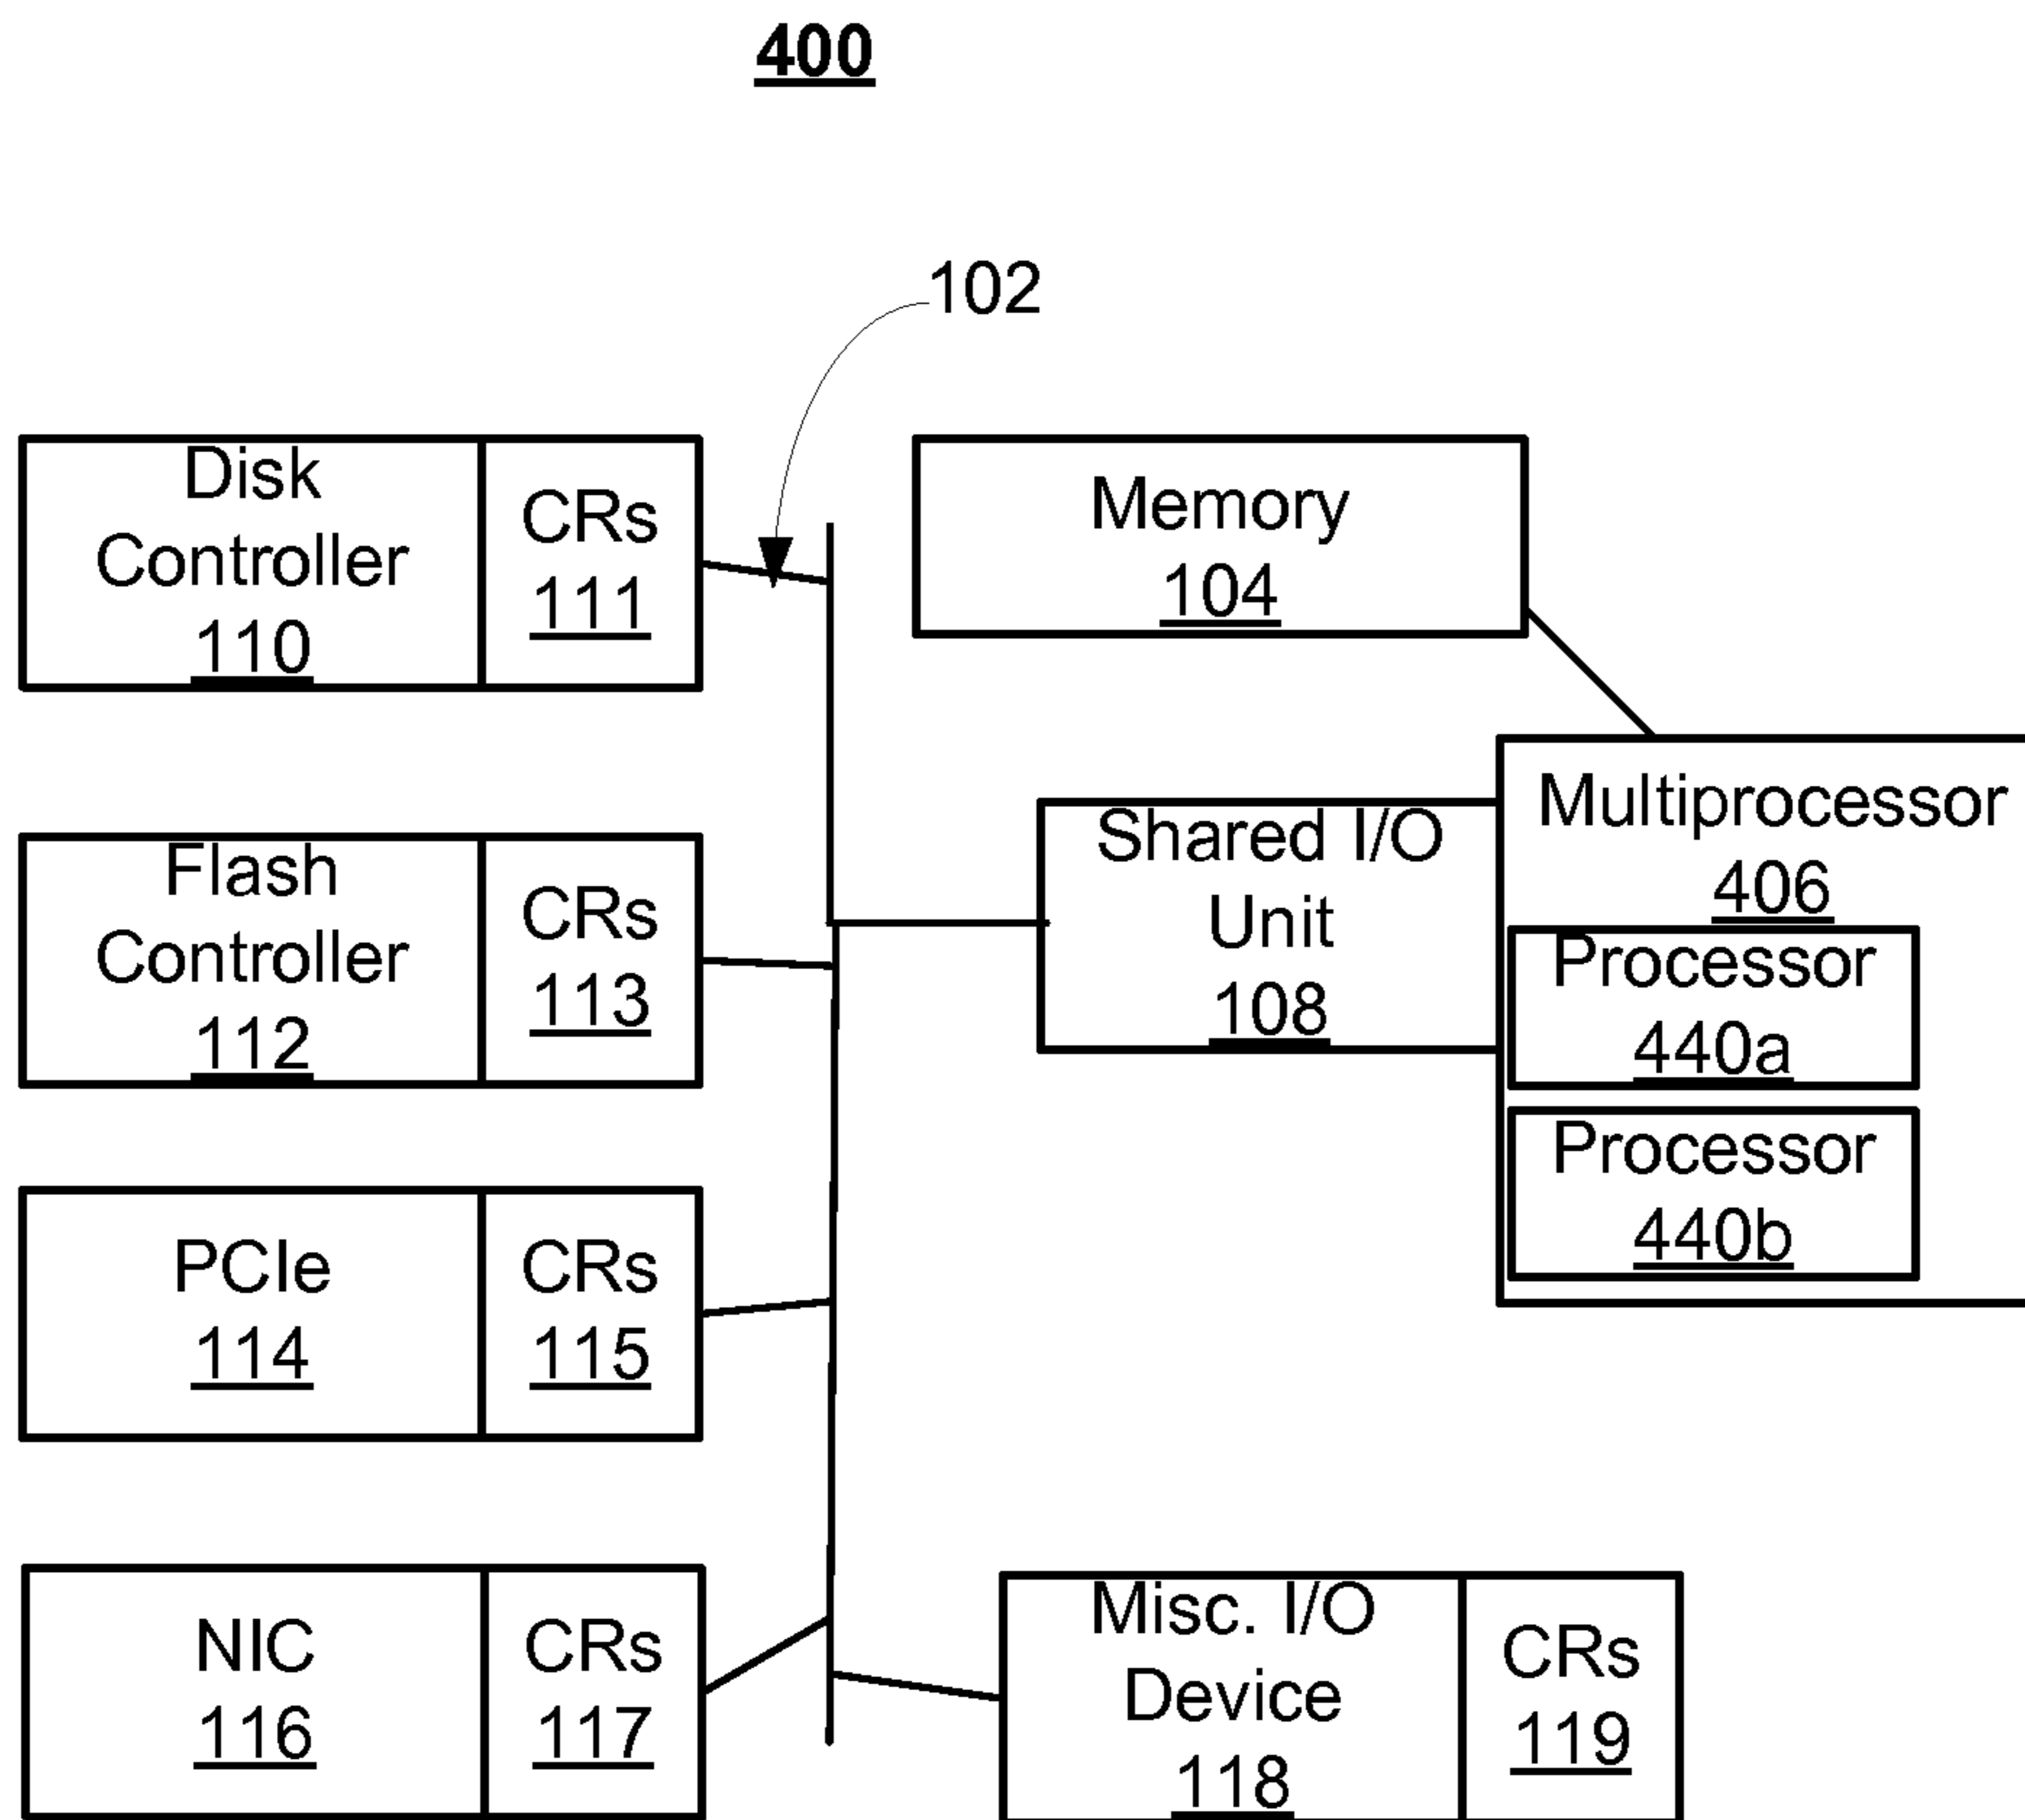 400
102
Disk
Controller
110
CRs
111
Memory
104
Flash
Controller
112
CRs
113
Shared I/O
Unit
108
Multiprocessor
406
Processor
440a
Processor
440b
PCIe
114
CRs
115
NIC
116
CRs
117
Misc. I/O
Device
118
CRs
119